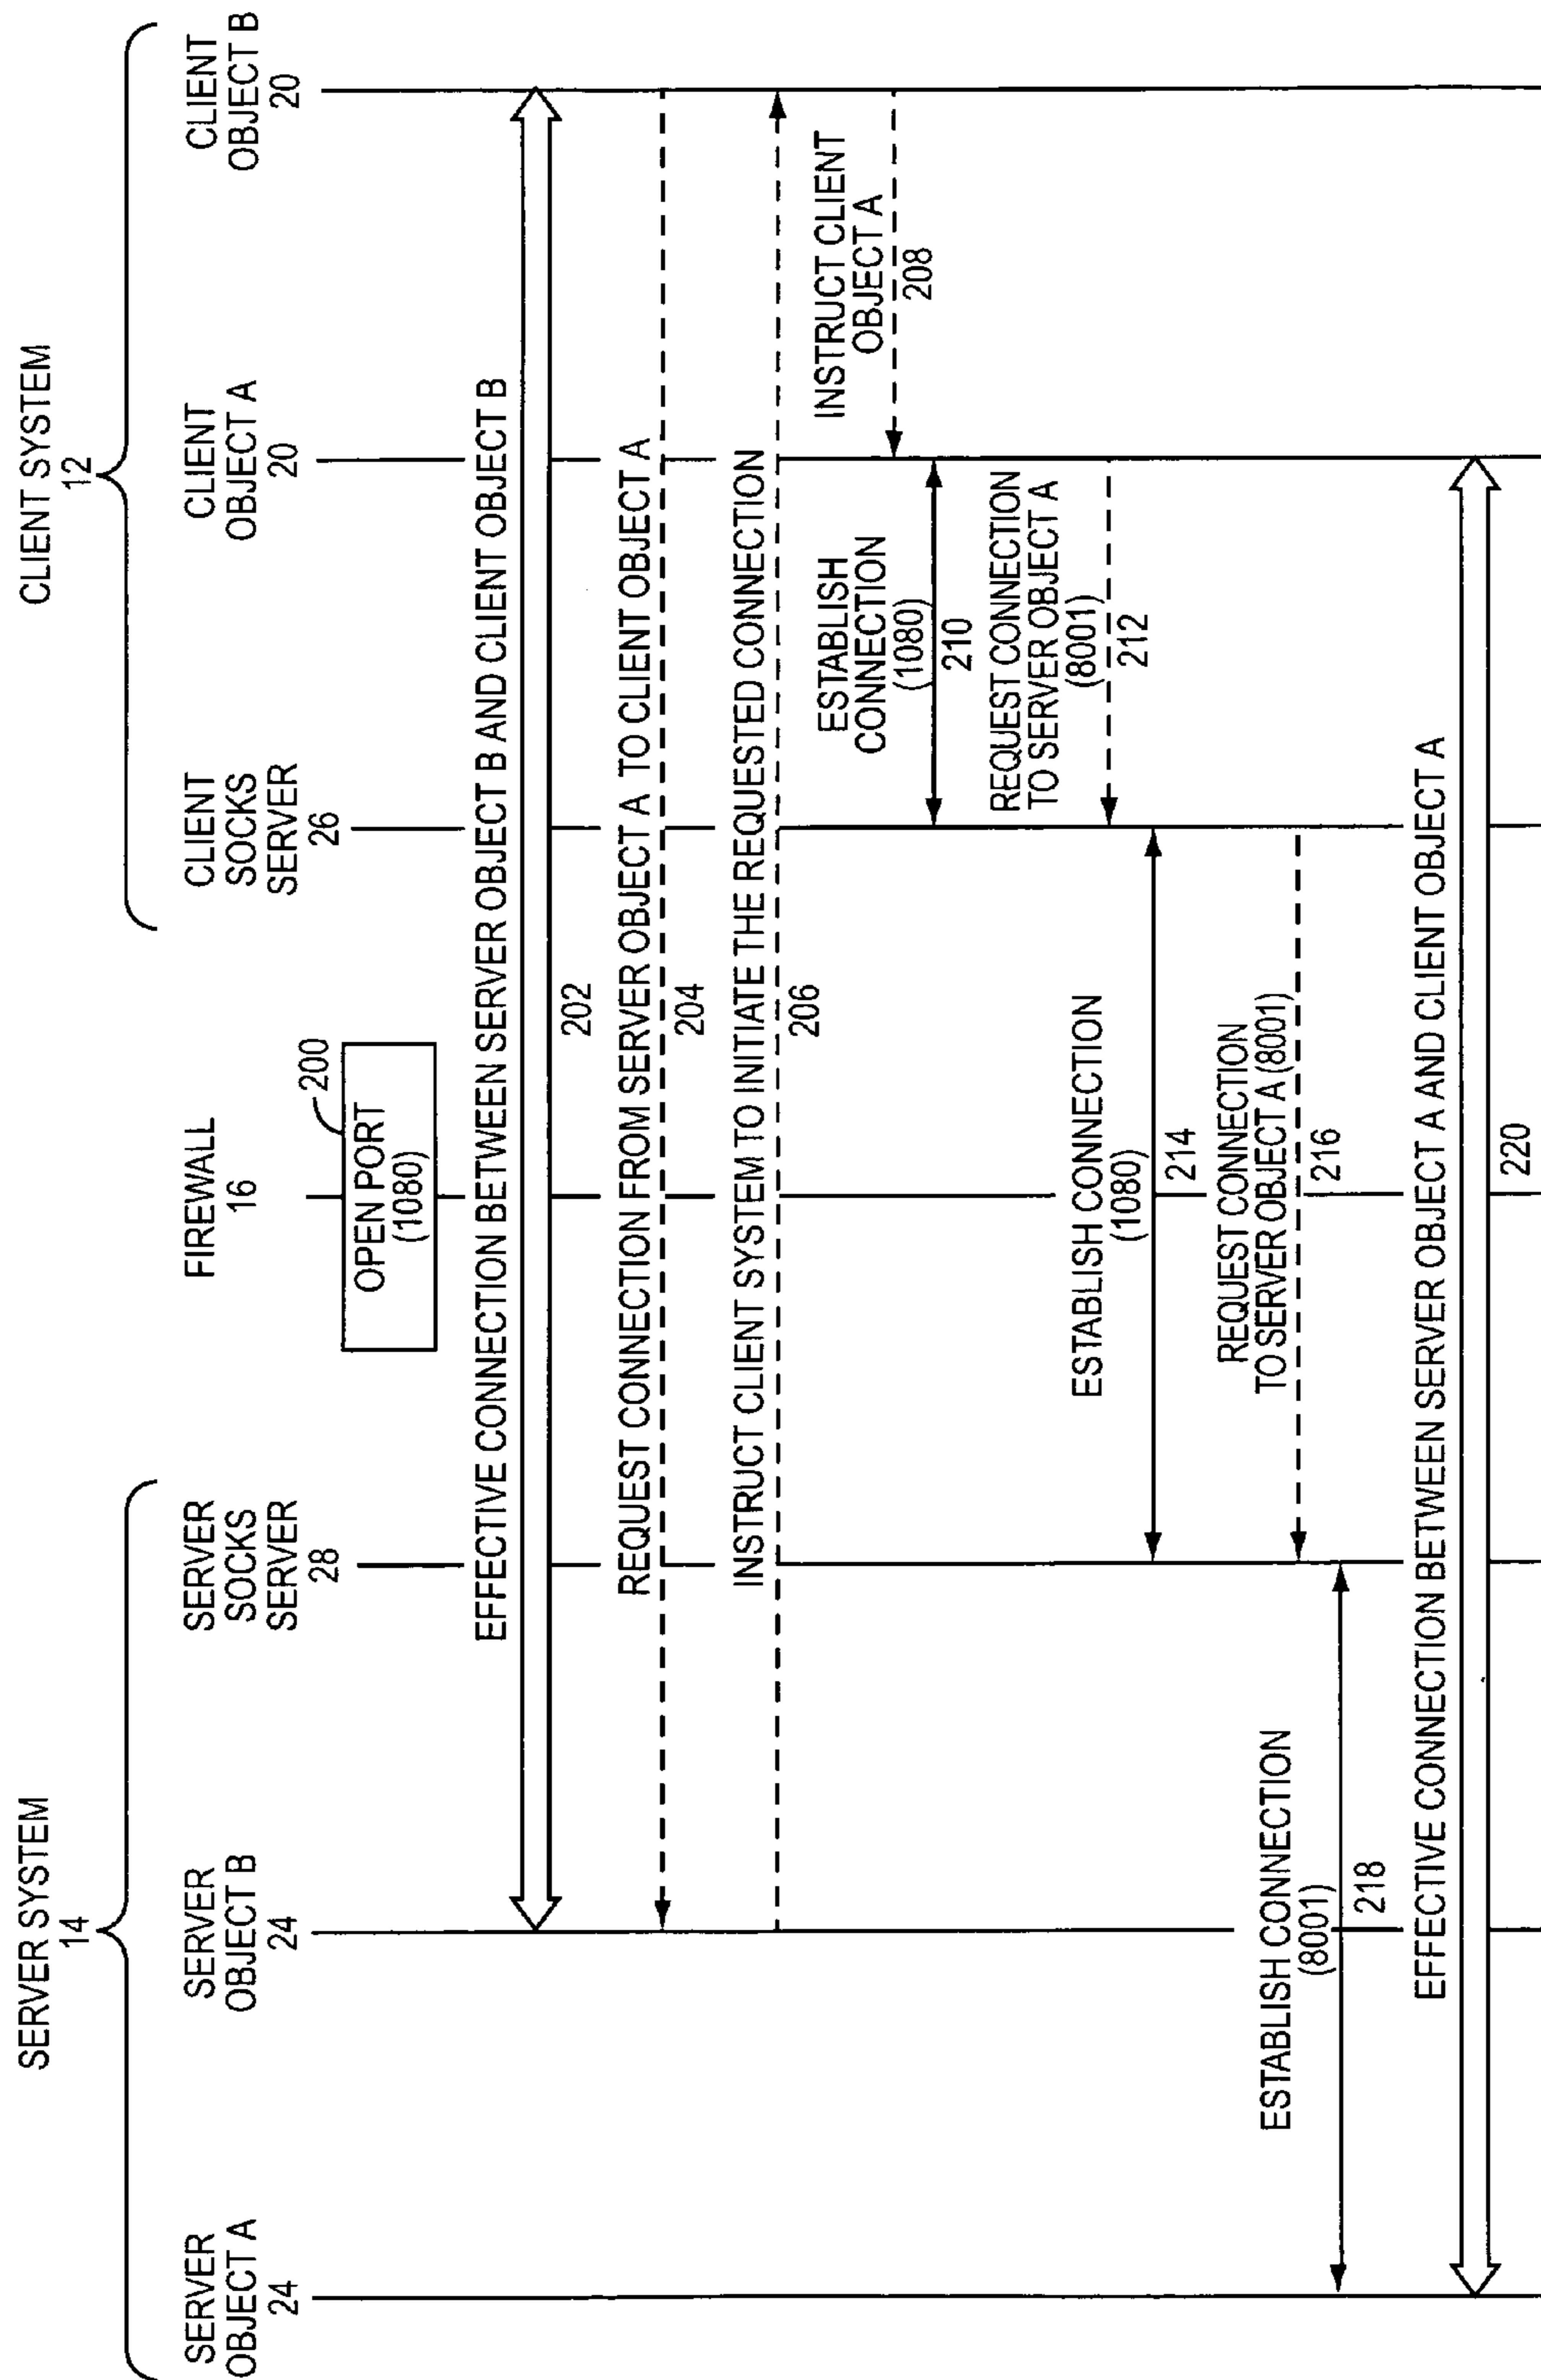 SERVER SYSTEM
14
CLIENT SYSTEM
12
SERVER
OBJECT A
24
SERVER
OBJECT B
24
SERVER
SOCKS
SERVER
28
FIREWALL
16
CLIENT
SOCKS
SERVER
26
CLIENT
OBJECT A
20
CLIENT
OBJECT B
20
OPEN PORT
(1080)
200
EFFECTIVE CONNECTION BETWEEN SERVER OBJECT B AND CLIENT OBJECT B
202
REQUEST CONNECTION FROM SERVER OBJECT A TO CLIENT OBJECT A
204
INSTRUCT CLIENT SYSTEM TO INITIATE THE REQUESTED CONNECTION
206
INSTRUCT CLIENT
OBJECT A
208
ESTABLISH
CONNECTION
(1080)
210
REQUEST CONNECTION
TO SERVER OBJECT A
(8001)
212
ESTABLISH CONNECTION
(1080)
214
REQUEST CONNECTION
TO SERVER OBJECT A (8001)
216
ESTABLISH CONNECTION
(8001)
218
EFFECTIVE CONNECTION BETWEEN SERVER OBJECT A AND CLIENT OBJECT A
220